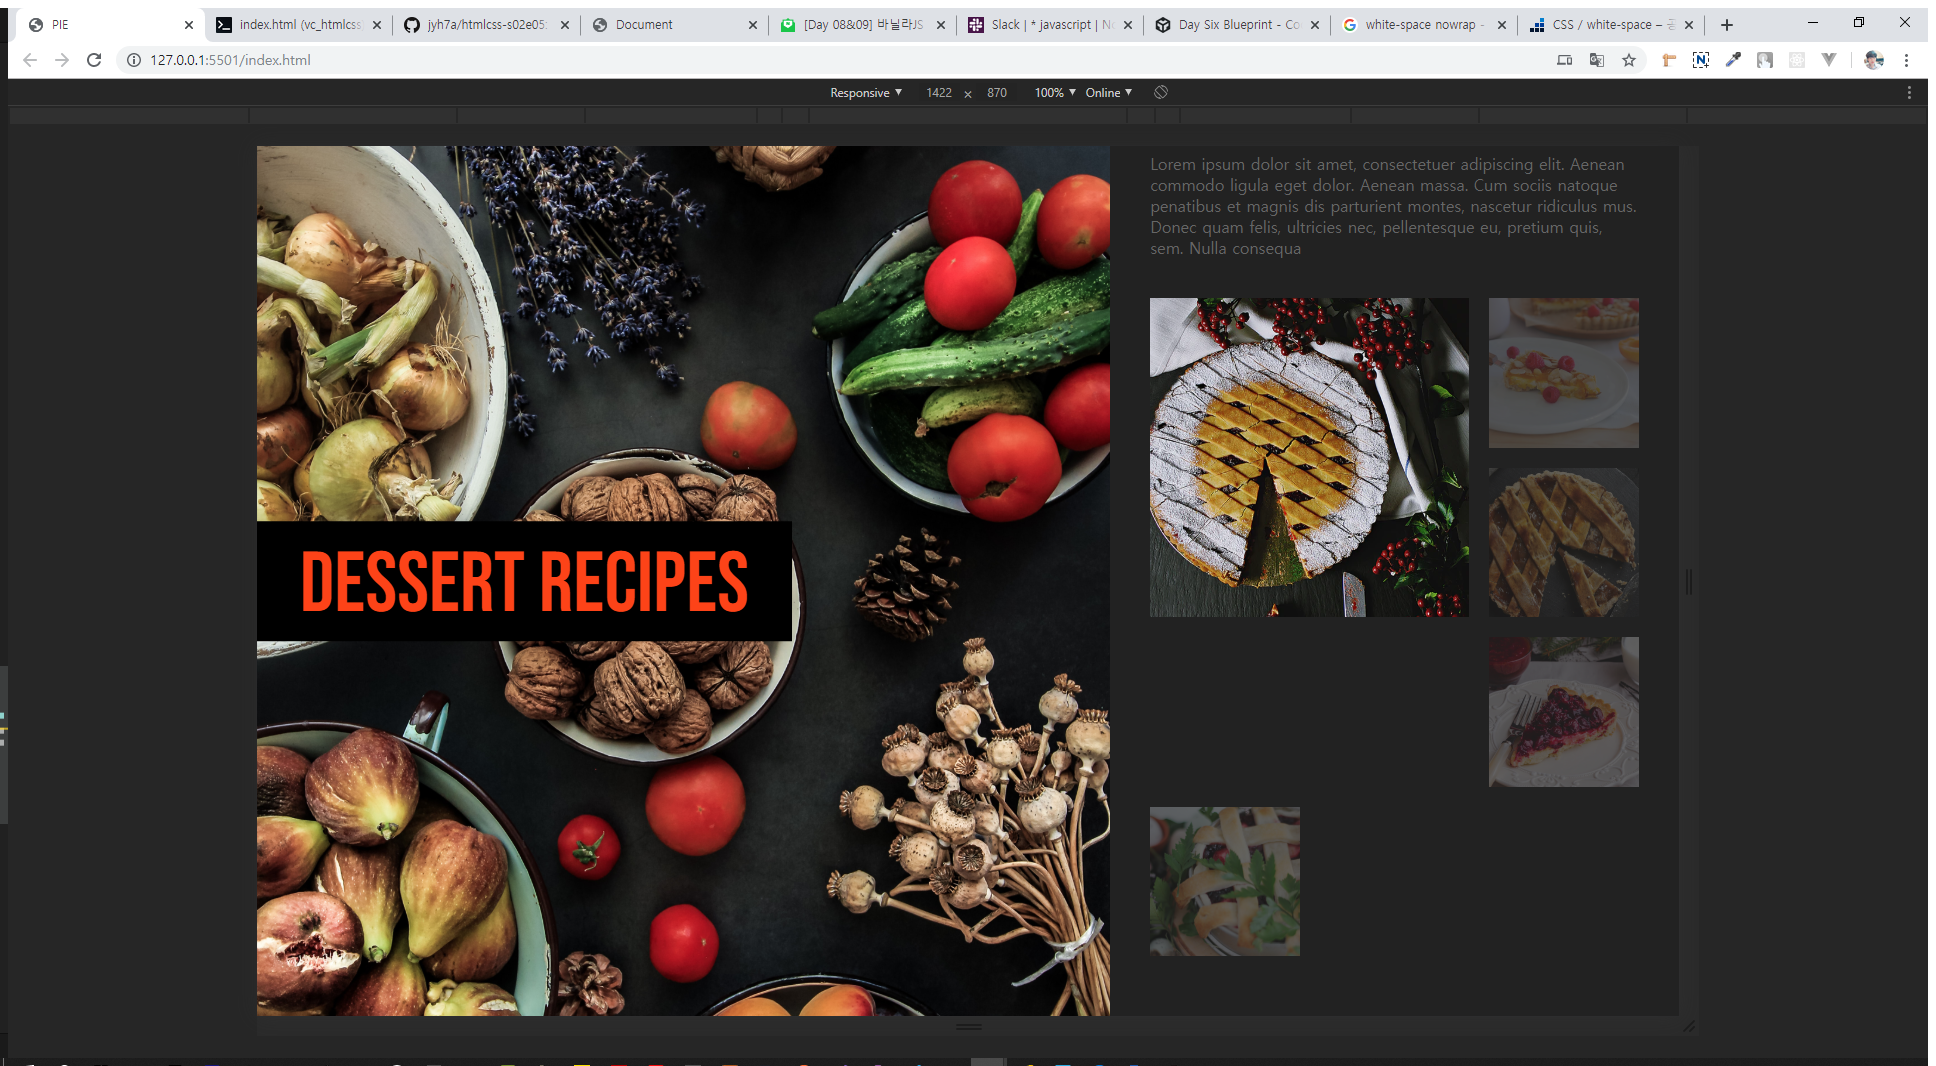 PIE
index.html (vc_htmlcss
jyh7a/htmlcss-s02e05:
Document
[Day 08&09] 바닐라JS
Slack | * javascript | No
Day Six Blueprint - Co
white-space nowrap -
CSS / white-space – 공
127.0.0.1:5501/index.html
Responsive ▼ 1422 × 870 100% ▼ Online ▼
Lorem ipsum dolor sit amet, consectetuer adipiscing elit. Aenean
commodo ligula eget dolor. Aenean massa. Cum sociis natoque
penatibus et magnis dis parturient montes, nascetur ridiculus mus.
Donec quam felis, ultricies nec, pellentesque eu, pretium quis,
sem. Nulla consequa
DESSERT RECIPES